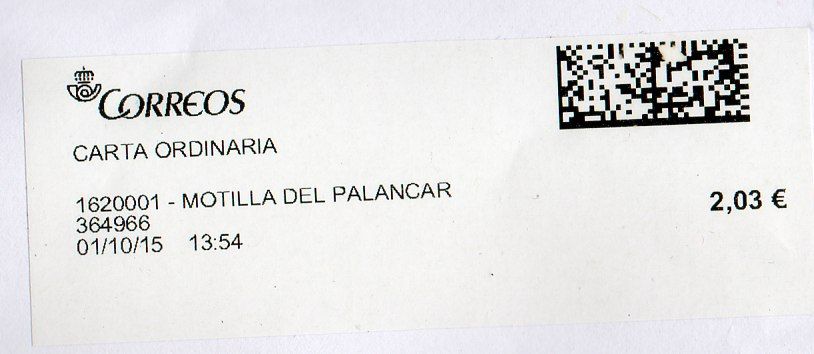 CORREOS
CARTA ORDINARIA
1620001 - MOTILLA DEL PALANCAR
364966
01/10/15 13:54
2,03 €